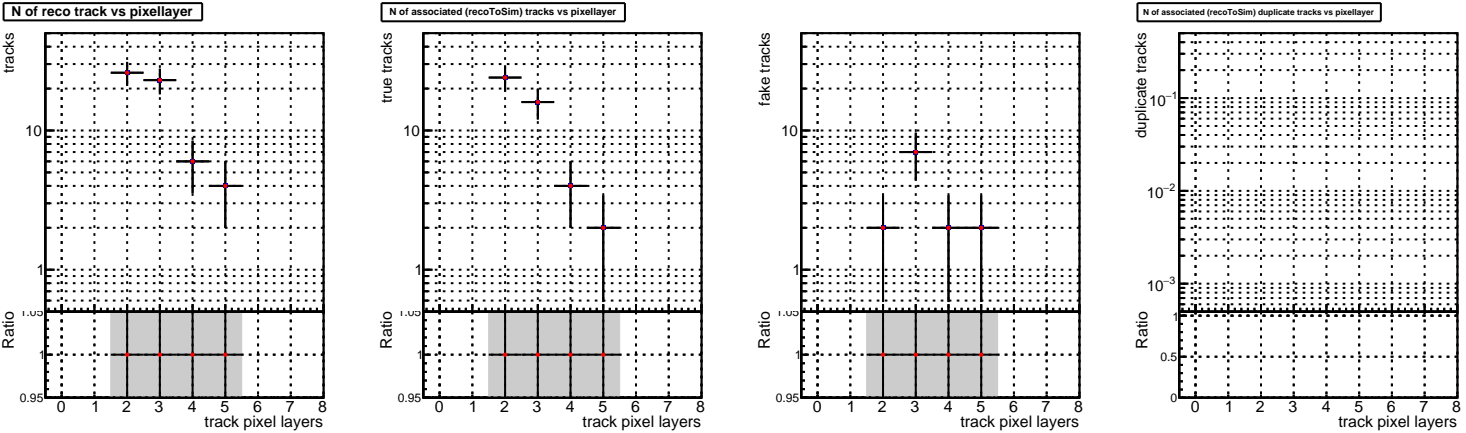 N of reco track vs pixellayer
tracks
10
1
Ratio
1.05
1
0.95
0 1 2 3 4 5 6 7 8
track pixel layers
N of associated (recoToSim) tracks vs pixellayer
true tracks
10
1
Ratio
1.05
1
0.95
0 1 2 3 4 5 6 7 8
track pixel layers
fake tracks
10
1
Ratio
1.05
1
0.95
0 1 2 3 4 5 6 7 8
track pixel layers
N of associated (recoToSim) duplicate tracks vs pixellayer
duplicate tracks
10⁻¹
10⁻²
10⁻³
Ratio
1
0.5
0
0 1 2 3 4 5 6 7 8
track pixel layers